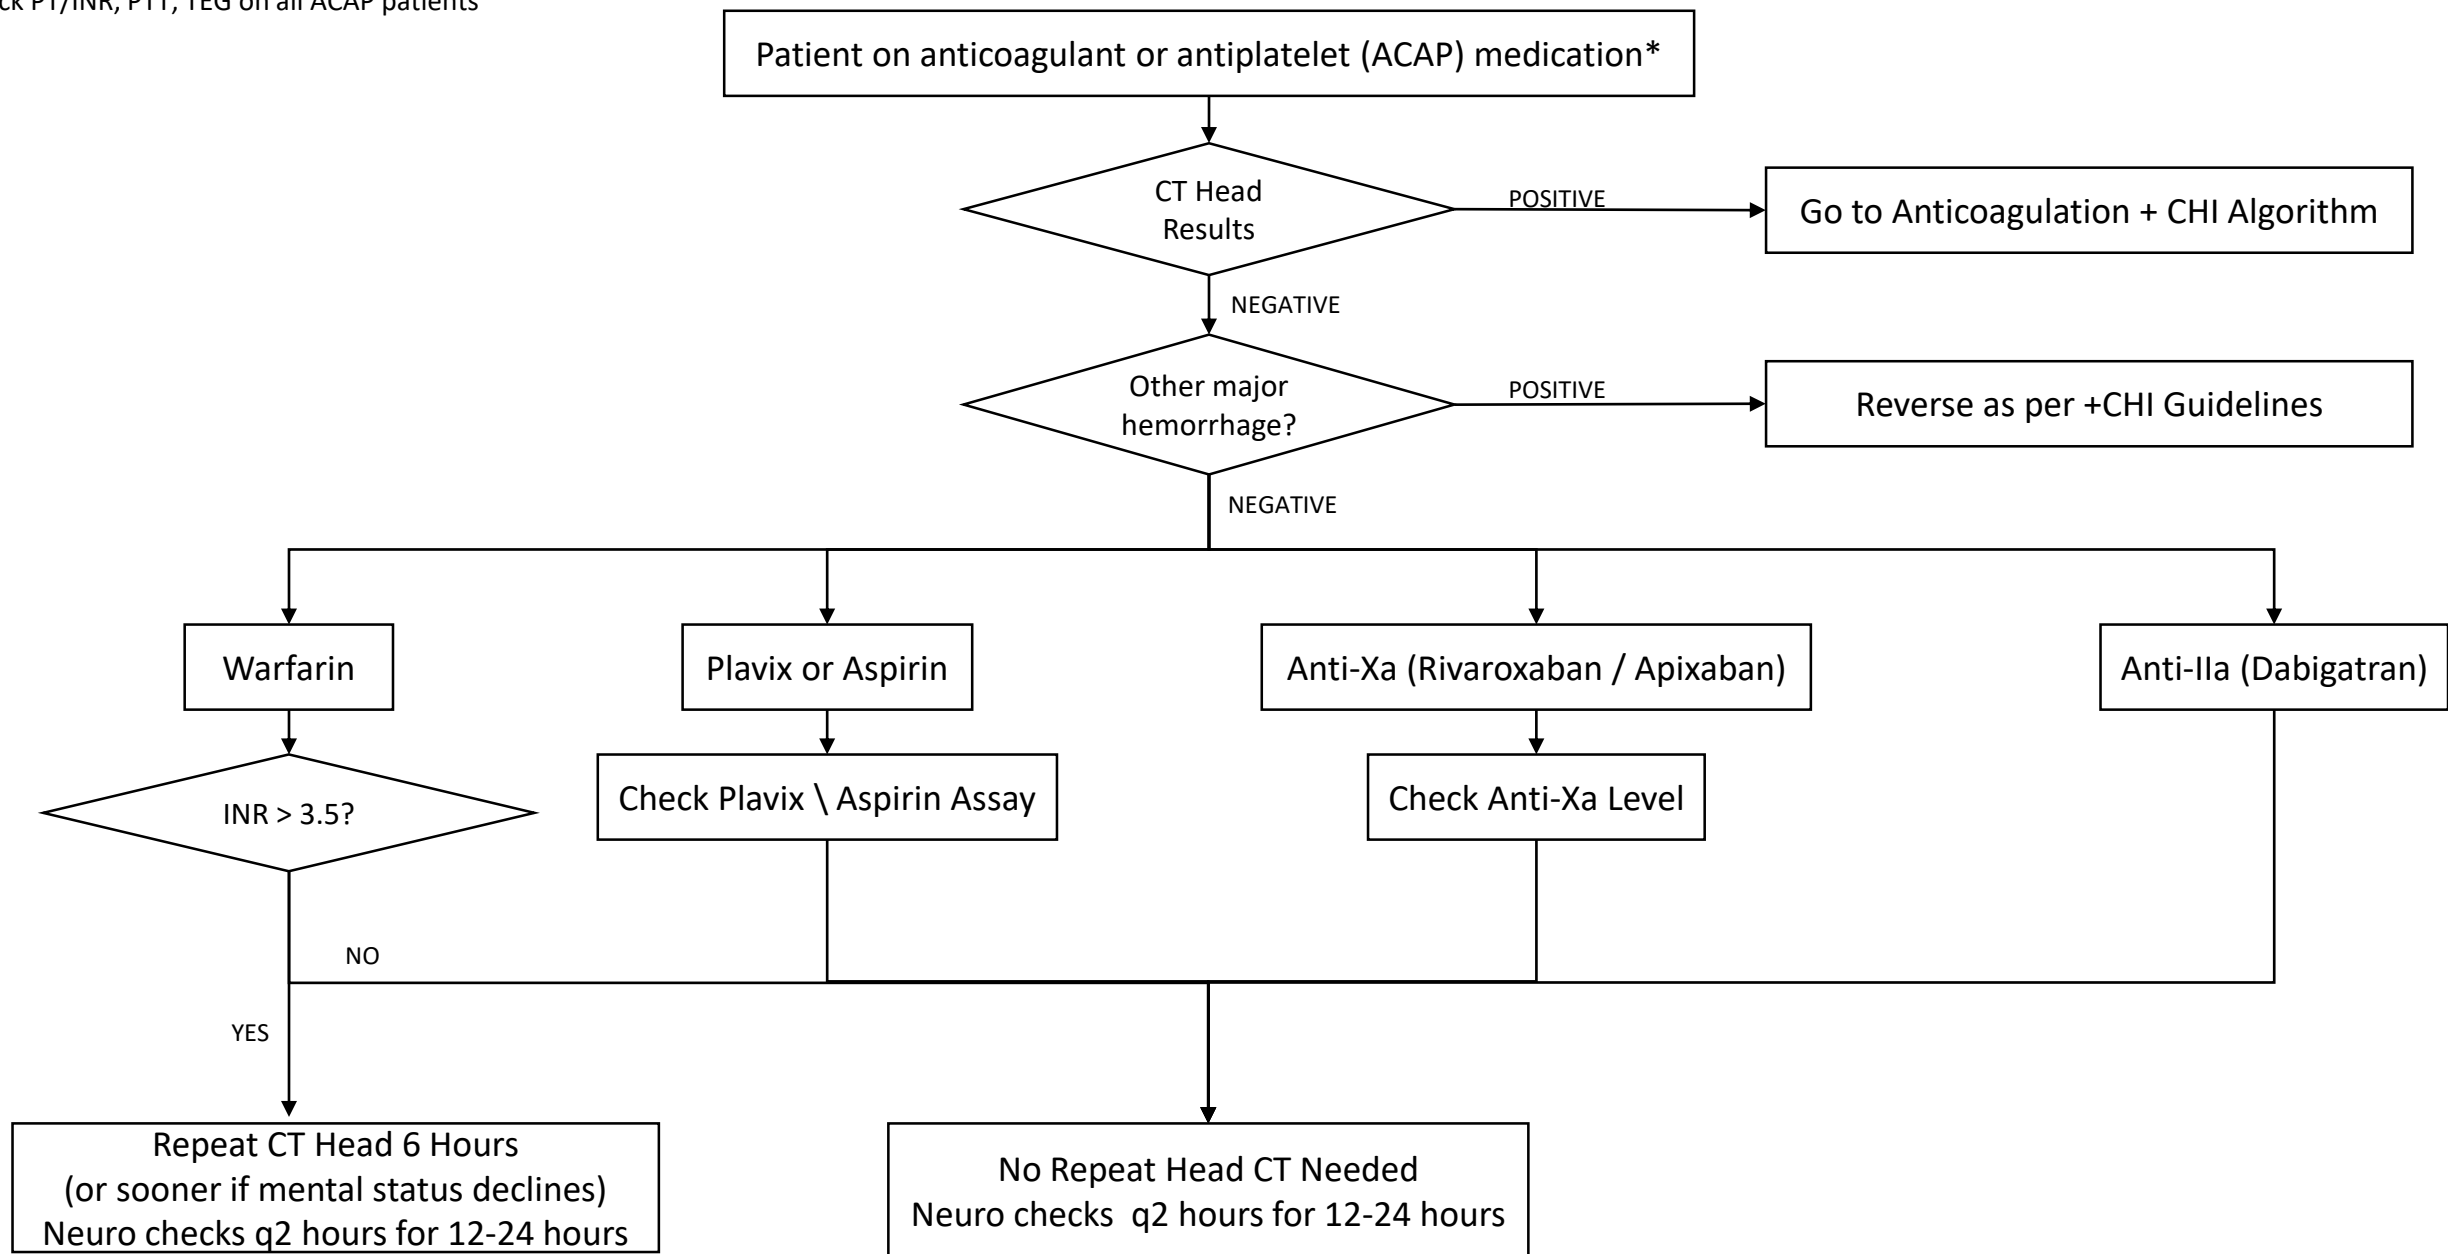 PT/INR, PTT, TEG on all ACAP patients
Patient on anticoagulant or antiplatelet (ACAP) medication*
CT Head
Results
POSITIVE
Go to Anticoagulation + CHI Algorithm
NEGATIVE
Other major
hemorrhage?
POSITIVE
Reverse as per +CHI Guidelines
NEGATIVE
Warfarin
Plavix or Aspirin
Anti-Xa (Rivaroxaban / Apixaban)
Anti-IIa (Dabigatran)
INR > 3.5?
Check Plavix \ Aspirin Assay
Check Anti-Xa Level
NO
YES
Repeat CT Head 6 Hours
(or sooner if mental status declines)
Neuro checks q2 hours for 12-24 hours
No Repeat Head CT Needed
Neuro checks q2 hours for 12-24 hours